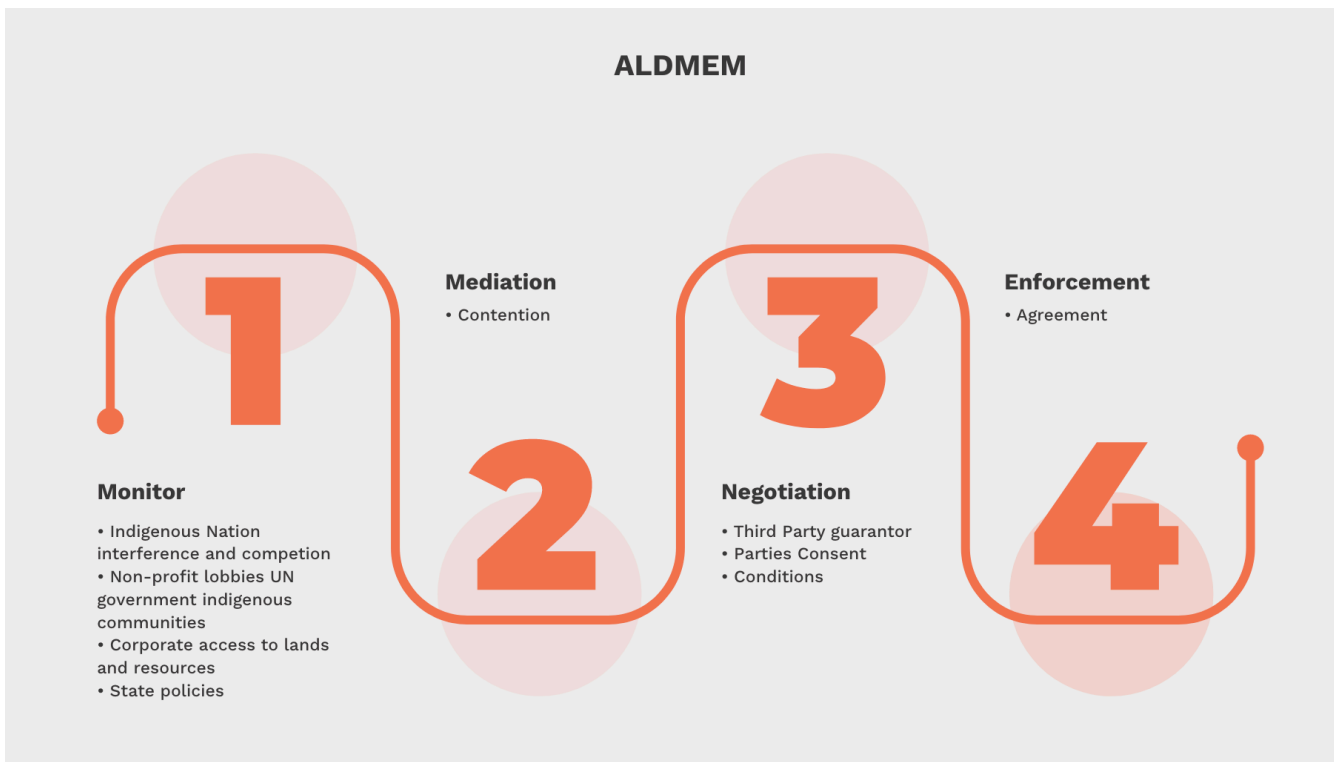 ALDMEM
1
Monitor
• Indigenous Nation
interference and competion
• Non-profit lobbies UN
government indigenous
communities
• Corporate access to lands
and resources
• State policies
Mediation
• Contention
2
3
Negotiation
• Third Party guarantor
• Parties Consent
• Conditions
Enforcement
• Agreement
4